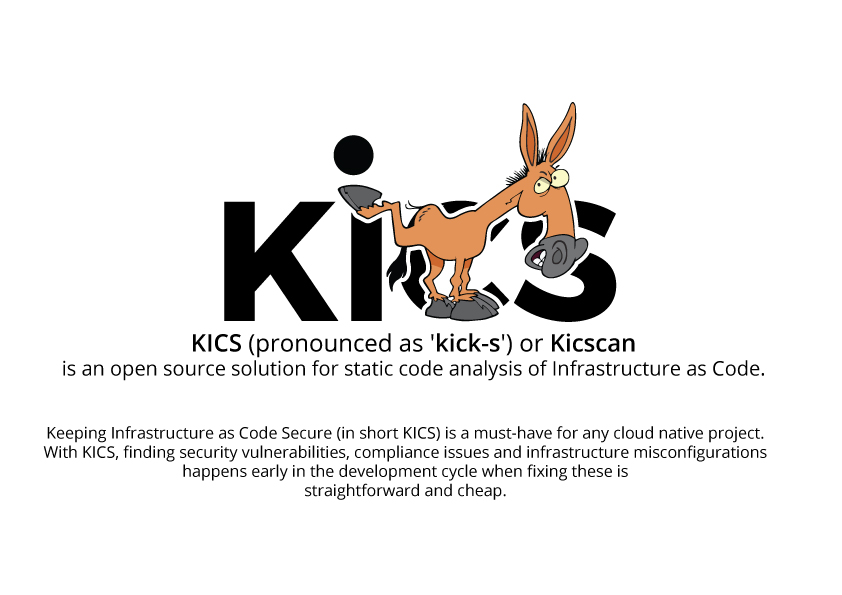 KiCS
KICS (pronounced as 'kick-s') or Kicscan
is an open source solution for static code analysis of Infrastructure as Code.
Keeping Infrastructure as Code Secure (in short KICS) is a must-have for any cloud native project.
With KICS, finding security vulnerabilities, compliance issues and infrastructure misconfigurations
happens early in the development cycle when fixing these is
straightforward and cheap.